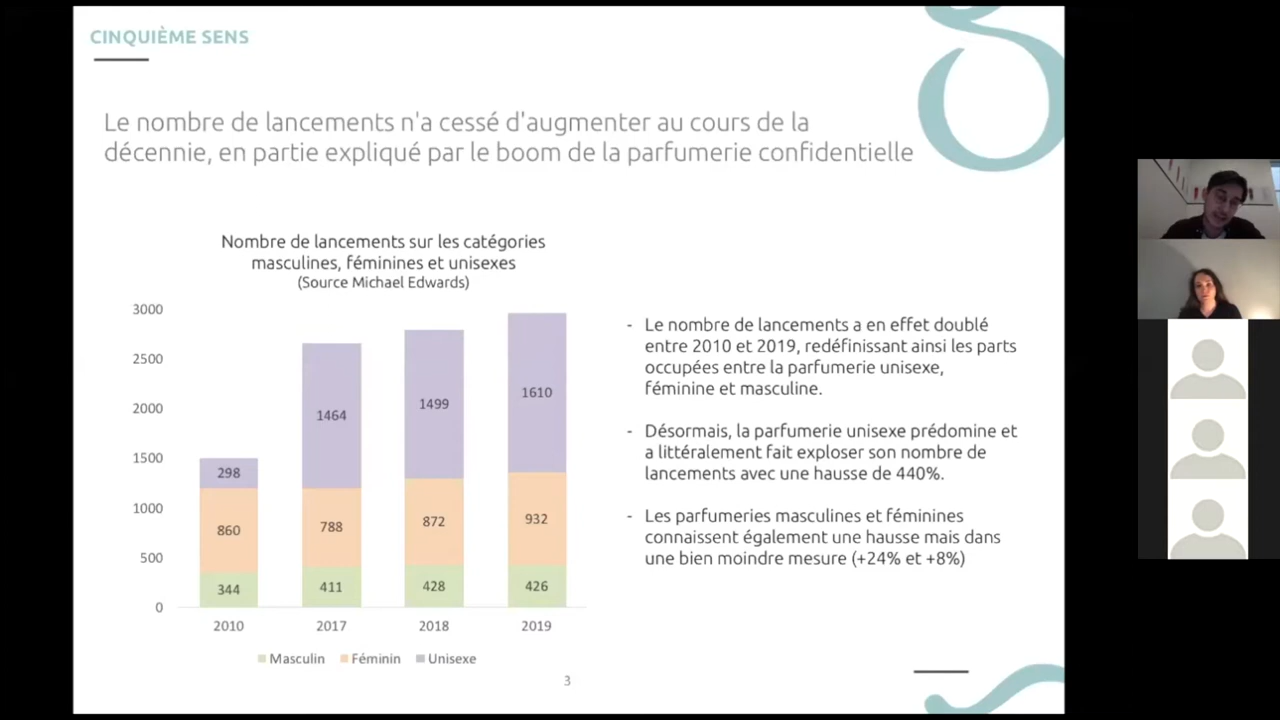 CINQUIÈME SENS
Le nombre de lancements n'a cessé d'augmenter au cours de la
décennie, en partie expliqué par le boom de la parfumerie confidentielle
Nombre de lancements sur les catégories
masculines, féminines et unisexes
(Source Michael Edwards)
3000
2500
2000
1500
1000
500
0
298
860
344
1464
788
411
1499
872
428
1610
932
426
2010
2017
2018
2019
Masculin
Féminin
Unisexe
- Le nombre de lancements a en effet doublé
entre 2010 et 2019, redéfinissant ainsi les parts
occupées entre la parfumerie unisexe,
féminine et masculine.
- Désormais, la parfumerie unisexe prédomine et
a littéralement fait exploser son nombre de
lancements avec une hausse de 440%.
- Les parfumeries masculines et féminines
connaissent également une hausse mais dans
une bien moindre mesure (+24% et +8%)
3